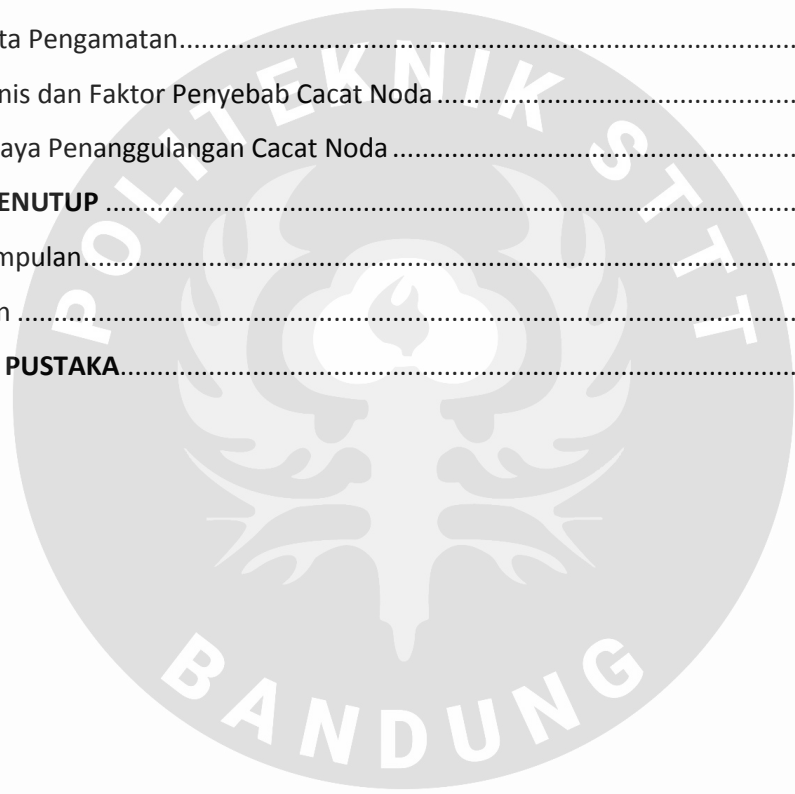 ta Pengamatan..............................................................................................................
nis dan Faktor Penyebab Cacat Noda..............................................................
aya Penanggulangan Cacat Noda......................................................................
ENUTUP...........................................................................................................................
mpulan..............................................................................................................................
n..........................................................................................................................................
PUSTAKA........................................................................................................................
POLITEKNIK STTT
BANDUNG